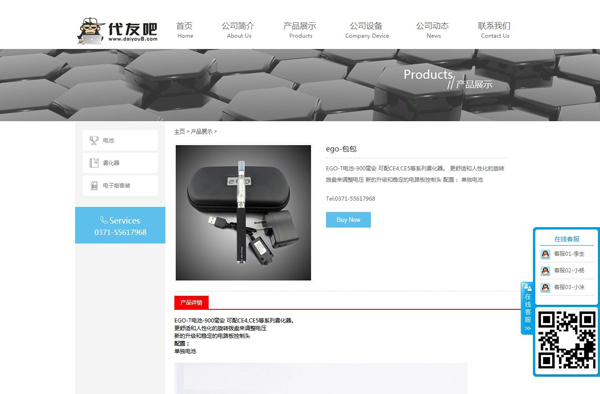 代友吧
www.daiyou8.com
首页
Home
公司简介
About Us
产品展示
Products
公司设备
Company Device
公司动态
News
联系我们
Contact Us
Products
//产品展示
电池
雾化器
电子烟套装
Services
0371-55617968
主页 > 产品展示 >
ego-包包
EGO-T电池-900毫安 可配CE4,CE5等系列雾化器。 更舒适和人性化的旋转
拨盘来调整电压 新的升级和稳定的电源板控制头 配置： 单独电池
Tel:0371-55617968
Buy Now
产品详情
EGO-T电池-900毫安 可配CE4,CE5等系列雾化器。
更舒适和人性化的旋转拨盘来调整电压
新的升级和稳定的电源板控制头
配置：
单独电池
在线客服
客服01-李金
客服02-小杨
客服03-小冰
在线客服